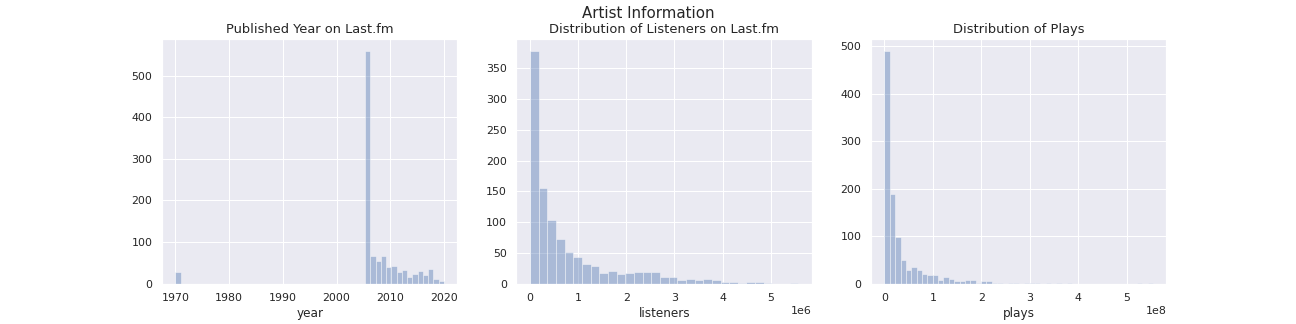 Artist Information
Published Year on Last.fm
500
400
300
200
100
0
1970 1980 1990 2000 2010 2020
year
Distribution of Listeners on Last.fm
350
300
250
200
150
100
50
0
0 1 2 3 4 5
1e6
listeners
Distribution of Plays
500
400
300
200
100
0
0 1 2 3 4 5
1e8
plays